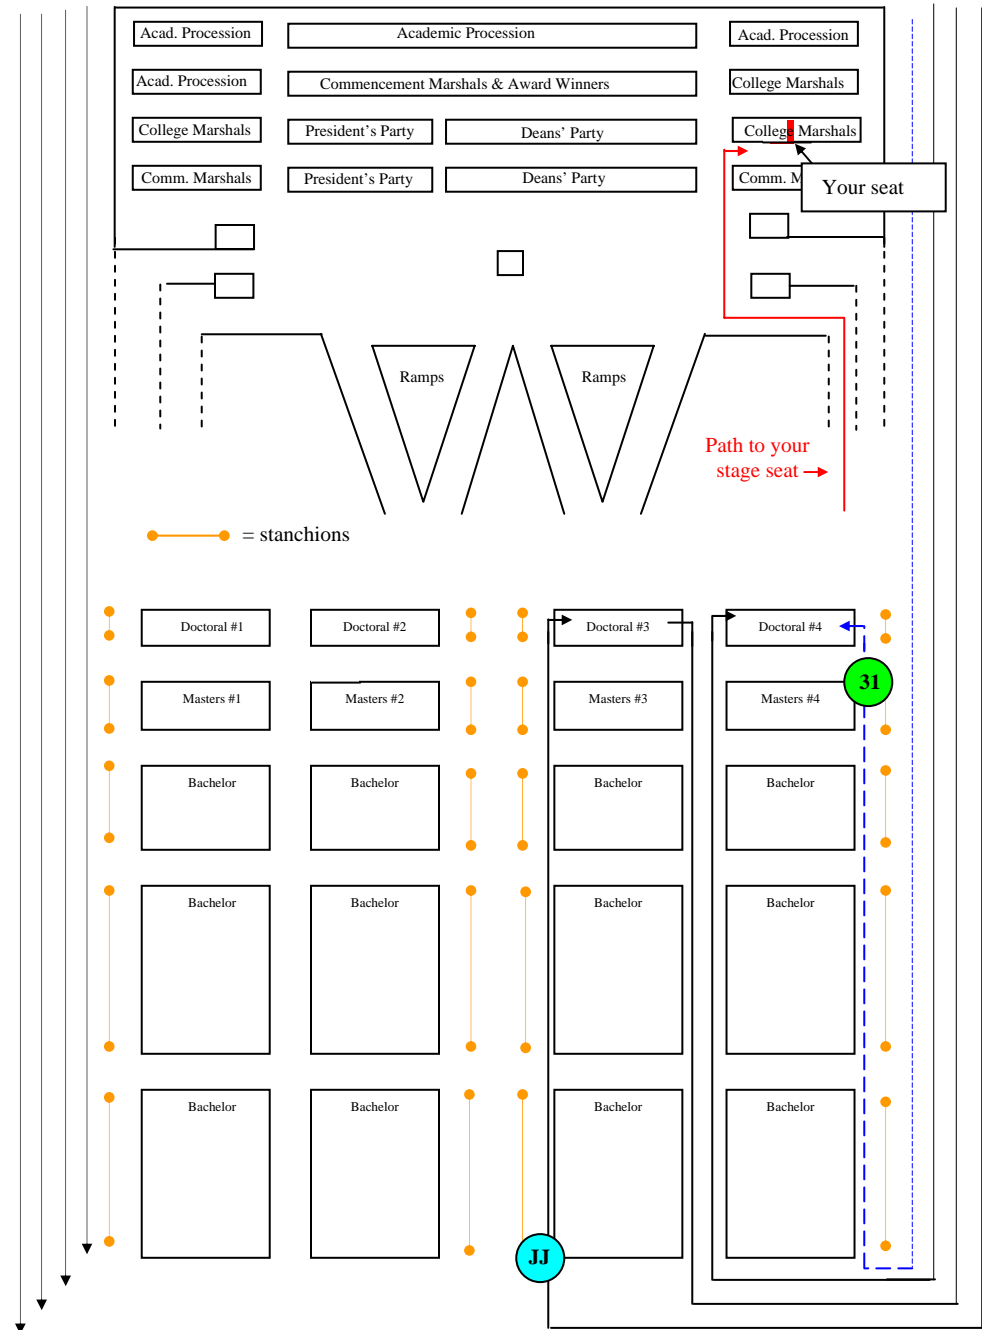 Acad. Procession
Academic Procession
Acad. Procession
Acad. Procession
Commencement Marshals & Award Winners
College Marshals
College Marshals
President's Party
Deans' Party
College Marshals
Comm. Marshals
President's Party
Deans' Party
Comm. M
Your seat
Ramps
Ramps
Path to your
stage seat
= stanchions
Doctoral #1
Doctoral #2
Doctoral #3
Doctoral #4
Masters #1
Masters #2
Masters #3
Masters #4
31
Bachelor
Bachelor
Bachelor
Bachelor
Bachelor
Bachelor
Bachelor
Bachelor
Bachelor
Bachelor
Bachelor
Bachelor
JJ